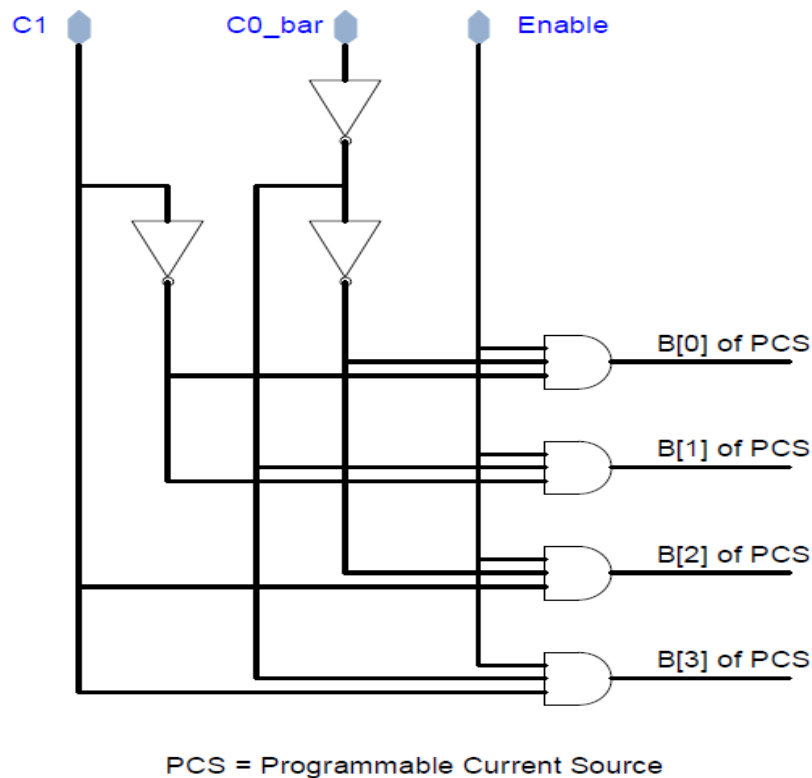 C1
C0_bar
Enable
B[0] of PCS
B[1] of PCS
B[2] of PCS
B[3] of PCS
PCS = Programmable Current Source